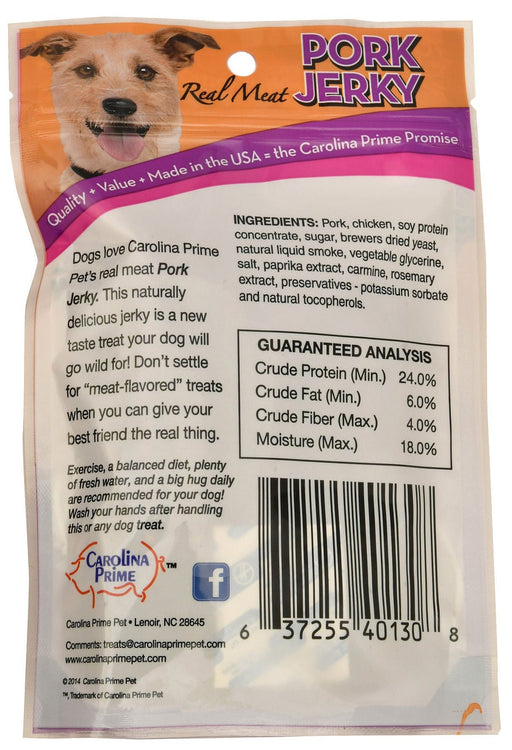 Real Meat PORK JERKY
Quality + Value + Made in the USA = the Carolina Prime Promise
Dogs love Carolina Prime
Pet's real meat Pork
Jerky. This naturally
delicious jerky is a new
taste treat your dog will
go wild for! Don't settle
for "meat-flavored" treats
when you can give your
best friend the real thing.
Exercise, a balanced diet, plenty
of fresh water, and a big hug daily
are recommended for your dog!
Wash your hands after handling
this or any dog treat.
CAROLINA
PRIME ™
f
Carolina Prime Pet • Lenoir, NC 28645
Comments: treats@carolinaprimepet.com
www.carolinaprimepet.com
©2014 Carolina Prime Pet
™, Trademark of Carolina Prime Pet
INGREDIENTS: Pork, chicken, soy protein
concentrate, sugar, brewers dried yeast,
natural liquid smoke, vegetable glycerine,
salt, paprika extract, carmine, rosemary
extract, preservatives - potassium sorbate
and natural tocopherols.
GUARANTEED ANALYSIS
Crude Protein (Min.) 24.0%
Crude Fat (Min.) 6.0%
Crude Fiber (Max.) 4.0%
Moisture (Max.) 18.0%
6 37255 40130 8